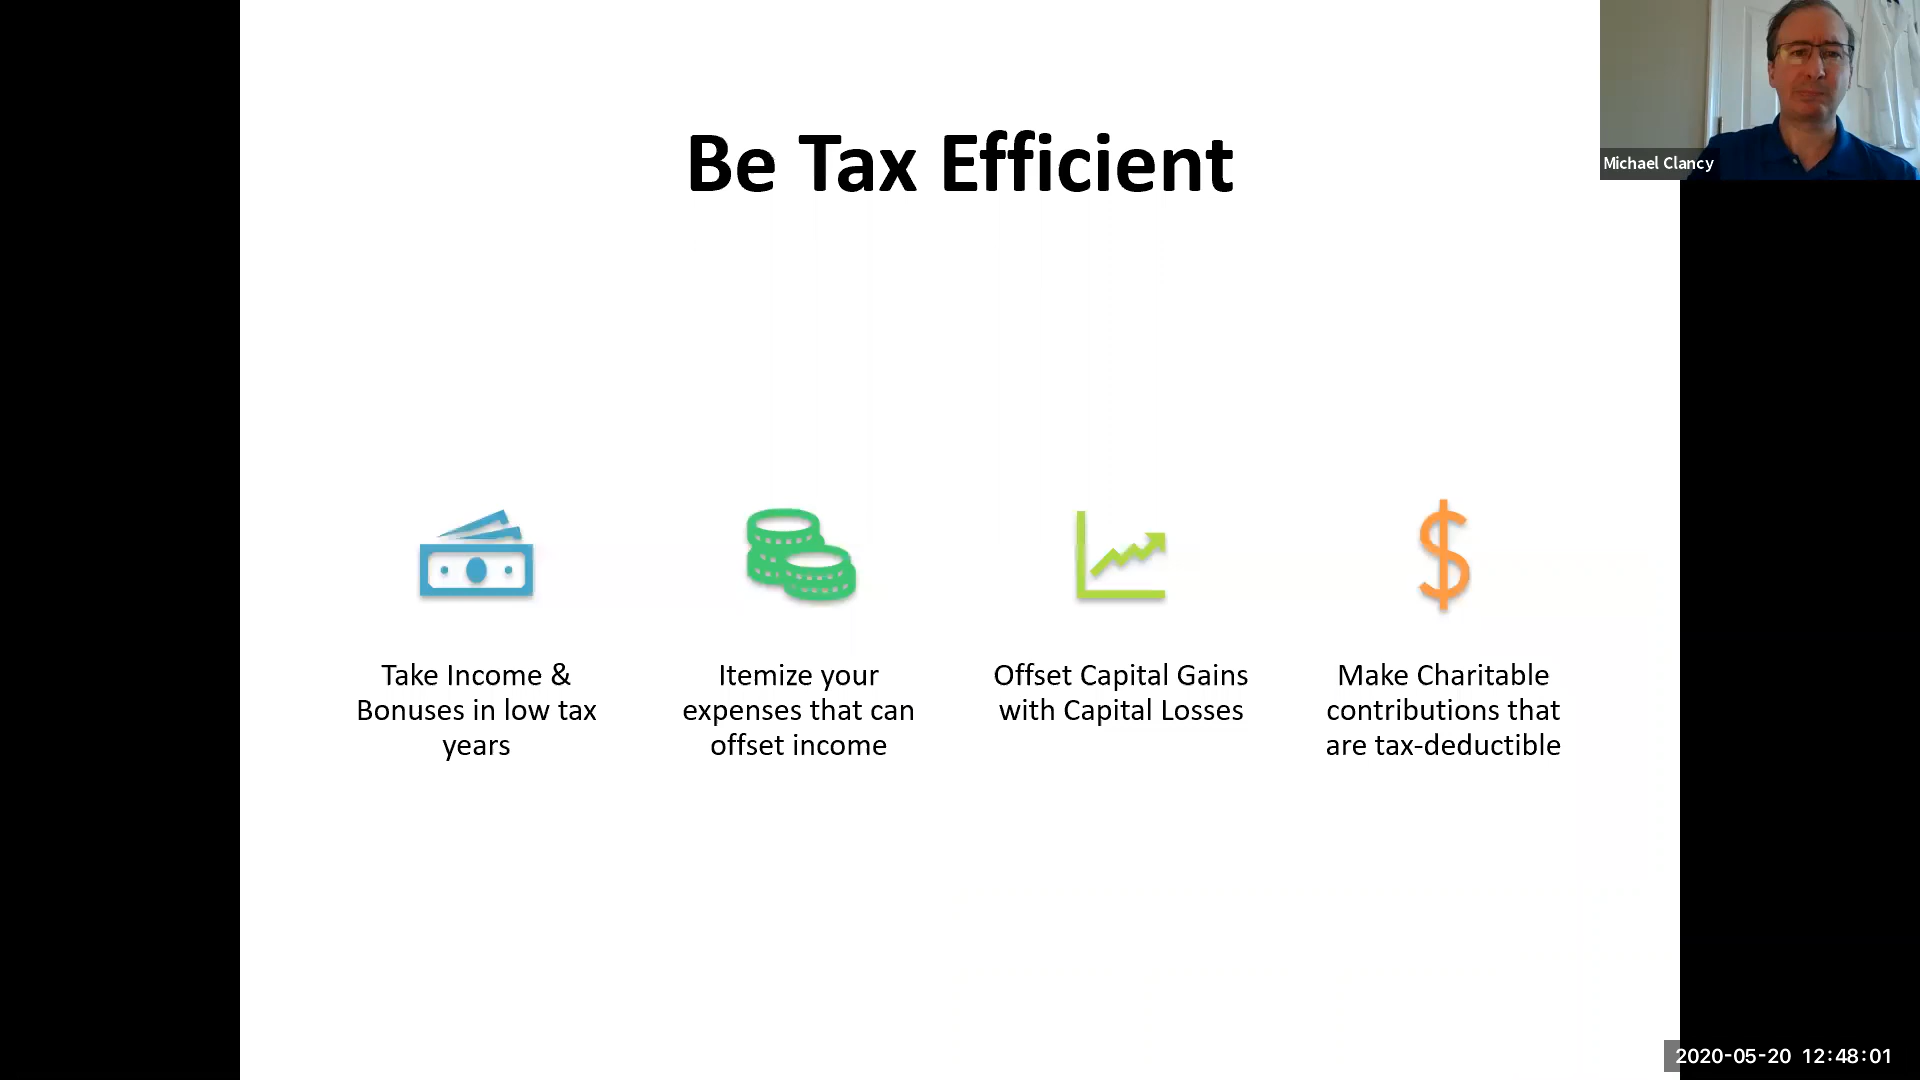 Be Tax Efficient
Michael Clancy
Take Income &
Bonuses in low tax
years
Itemize your
expenses that can
offset income
Offset Capital Gains
with Capital Losses
Make Charitable
contributions that
are tax-deductible
2020-05-20 12:48:01